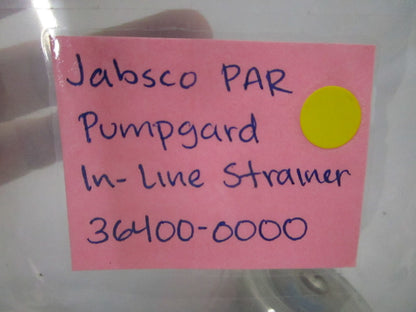 Jabsco PAR
Pumpgard
In-Line Strainer
36400-0000